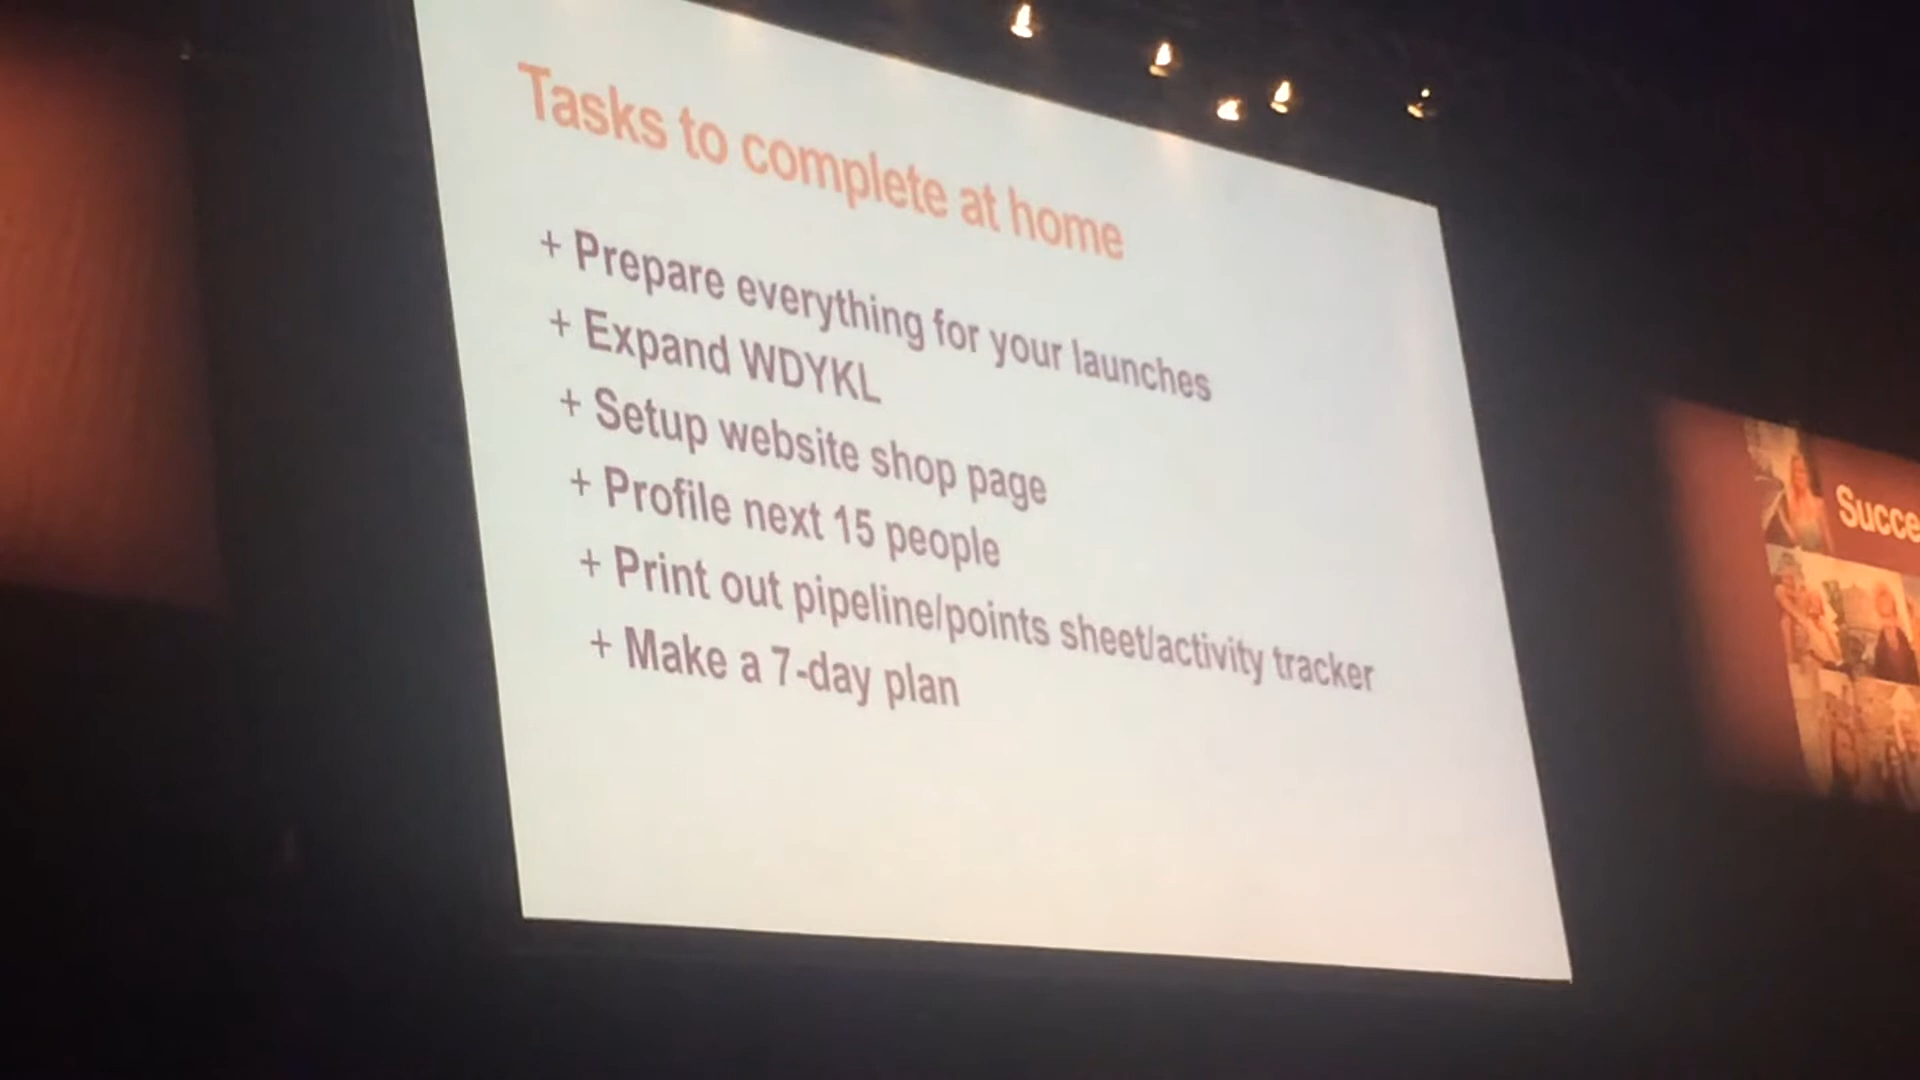 Tasks to complete at home
+ Prepare everything for your launches
+ Expand WDYKL
+ Setup website shop page
+ Profile next 15 people
+ Print out pipeline/points sheet/activity tracker
+ Make a 7-day plan